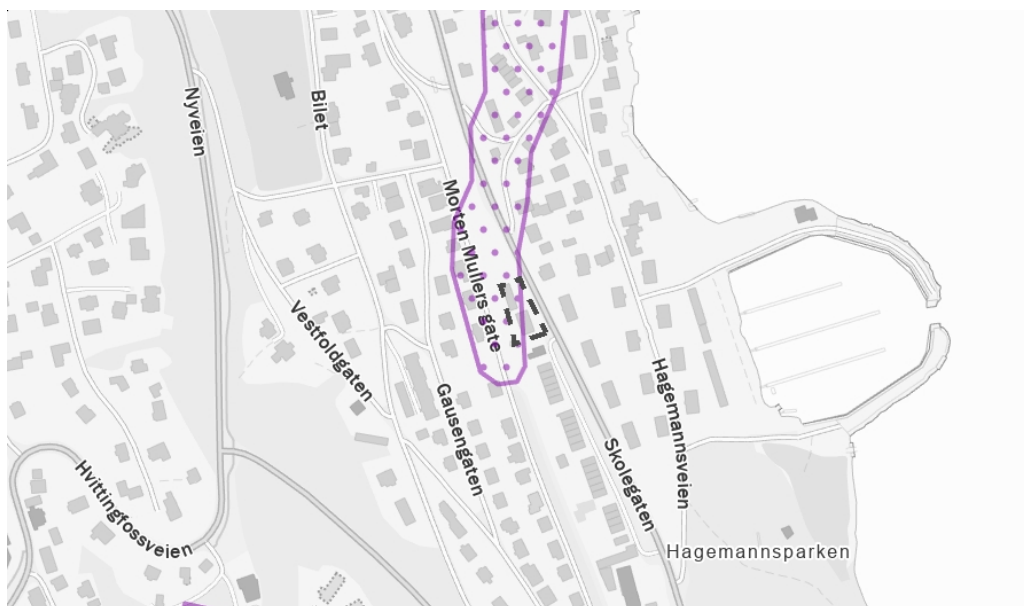 Nyveien
Bilet
Morten Mullers gate
Vestfoldgaten
Gausengaten
Hagemannsveien
Skolegaten
Hvittingfossveien
Hagemannsparken